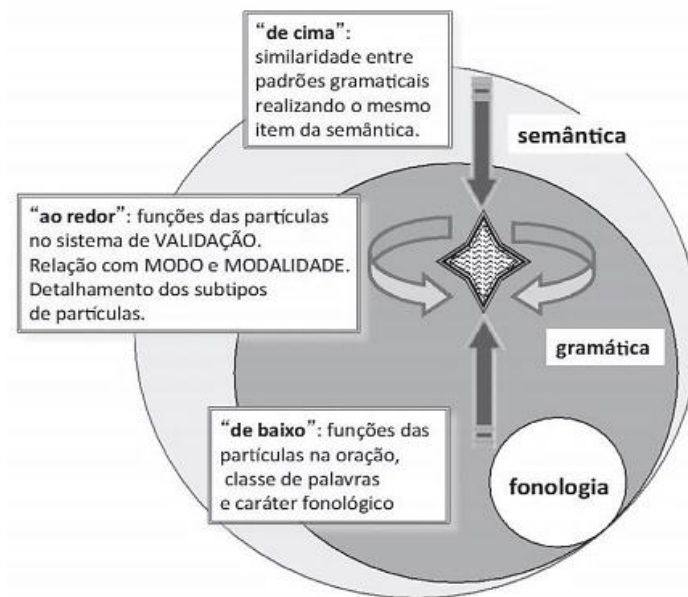 “de cima”:
similaridade entre
padrões gramaticais
realizando o mesmo
item da semântica.
semântica
“ao redor”: funções das partículas
no sistema de VALIDAÇÃO.
Relação com MODO e MODALIDADE.
Detalhamento dos subtipos
de partículas.
gramática
“de baixo”: funções das
partículas na oração,
classe de palavras
e caráter fonológico
fonologia